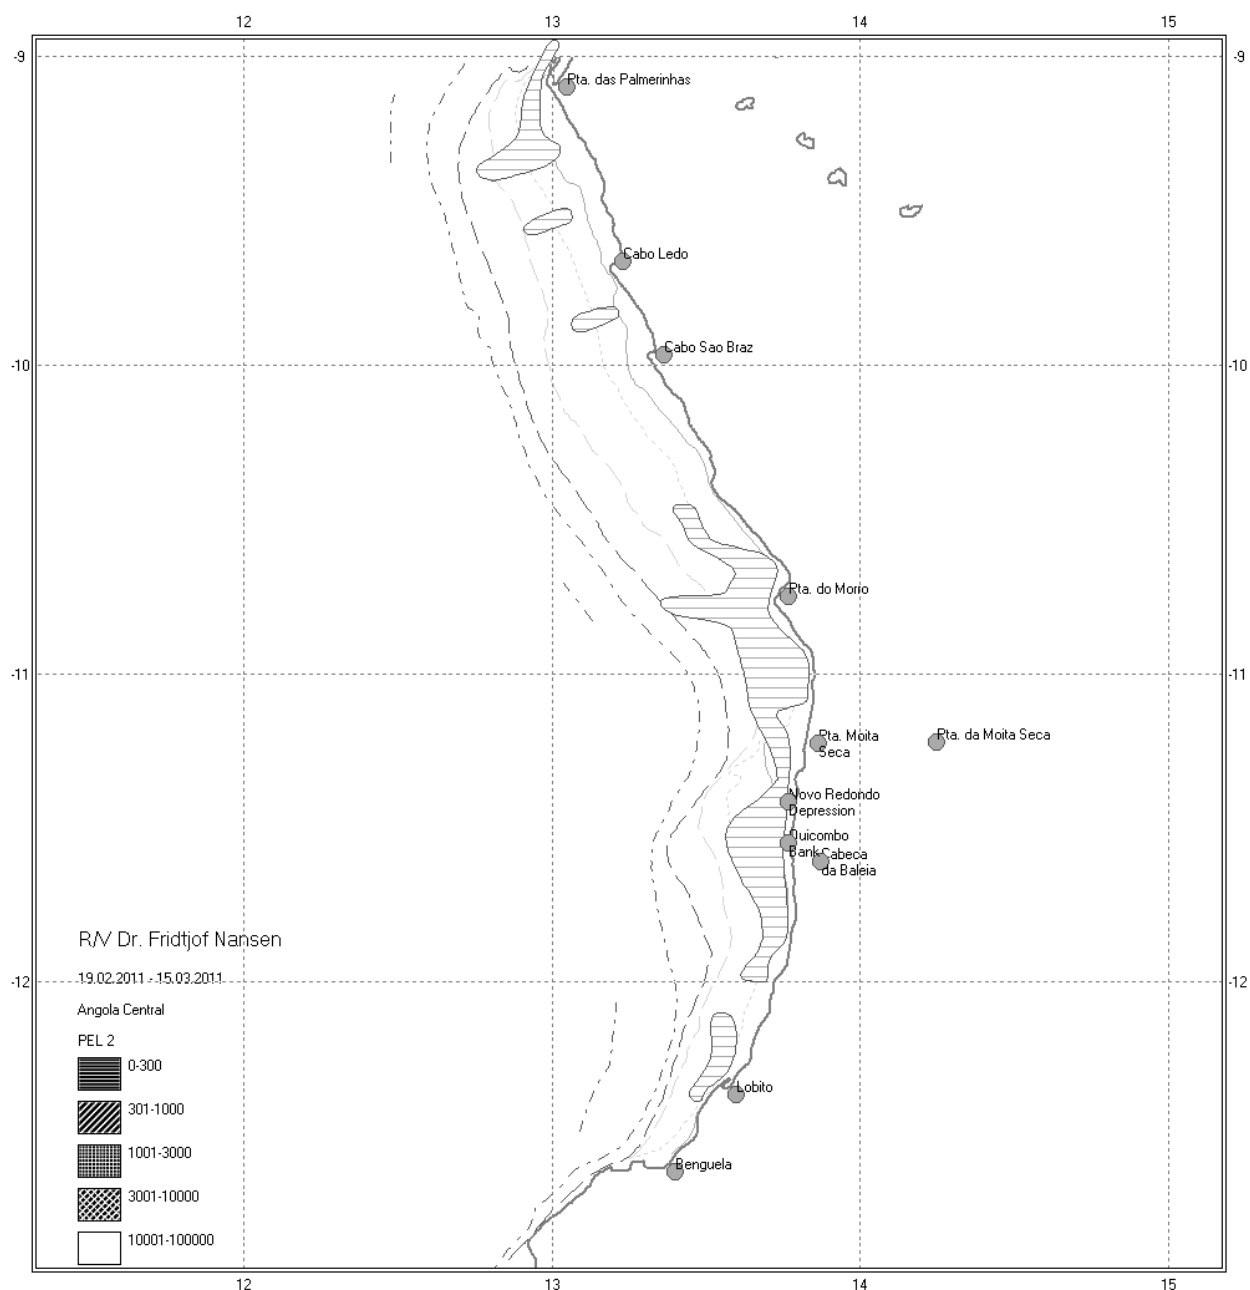 12 13 14 15
-9 -9
Pta. das Palmerinhas
Cabo Ledo
Cabo Sao Braz
-10 -10
Pta. do Morro
-11 -11
Pta. Moita
Seca
Pta. da Moita Seca
Novo Redondo
Depression
Quicombo
Bank
Cabeca
da Baleia
R/V Dr. Fridtjof Nansen
19.02.2011 - 15.03.2011
-12 -12
Angola Central
PEL 2
0-300
301-1000
1001-3000
3001-10000
10001-100000
Lobito
Benguela
12 13 14 15